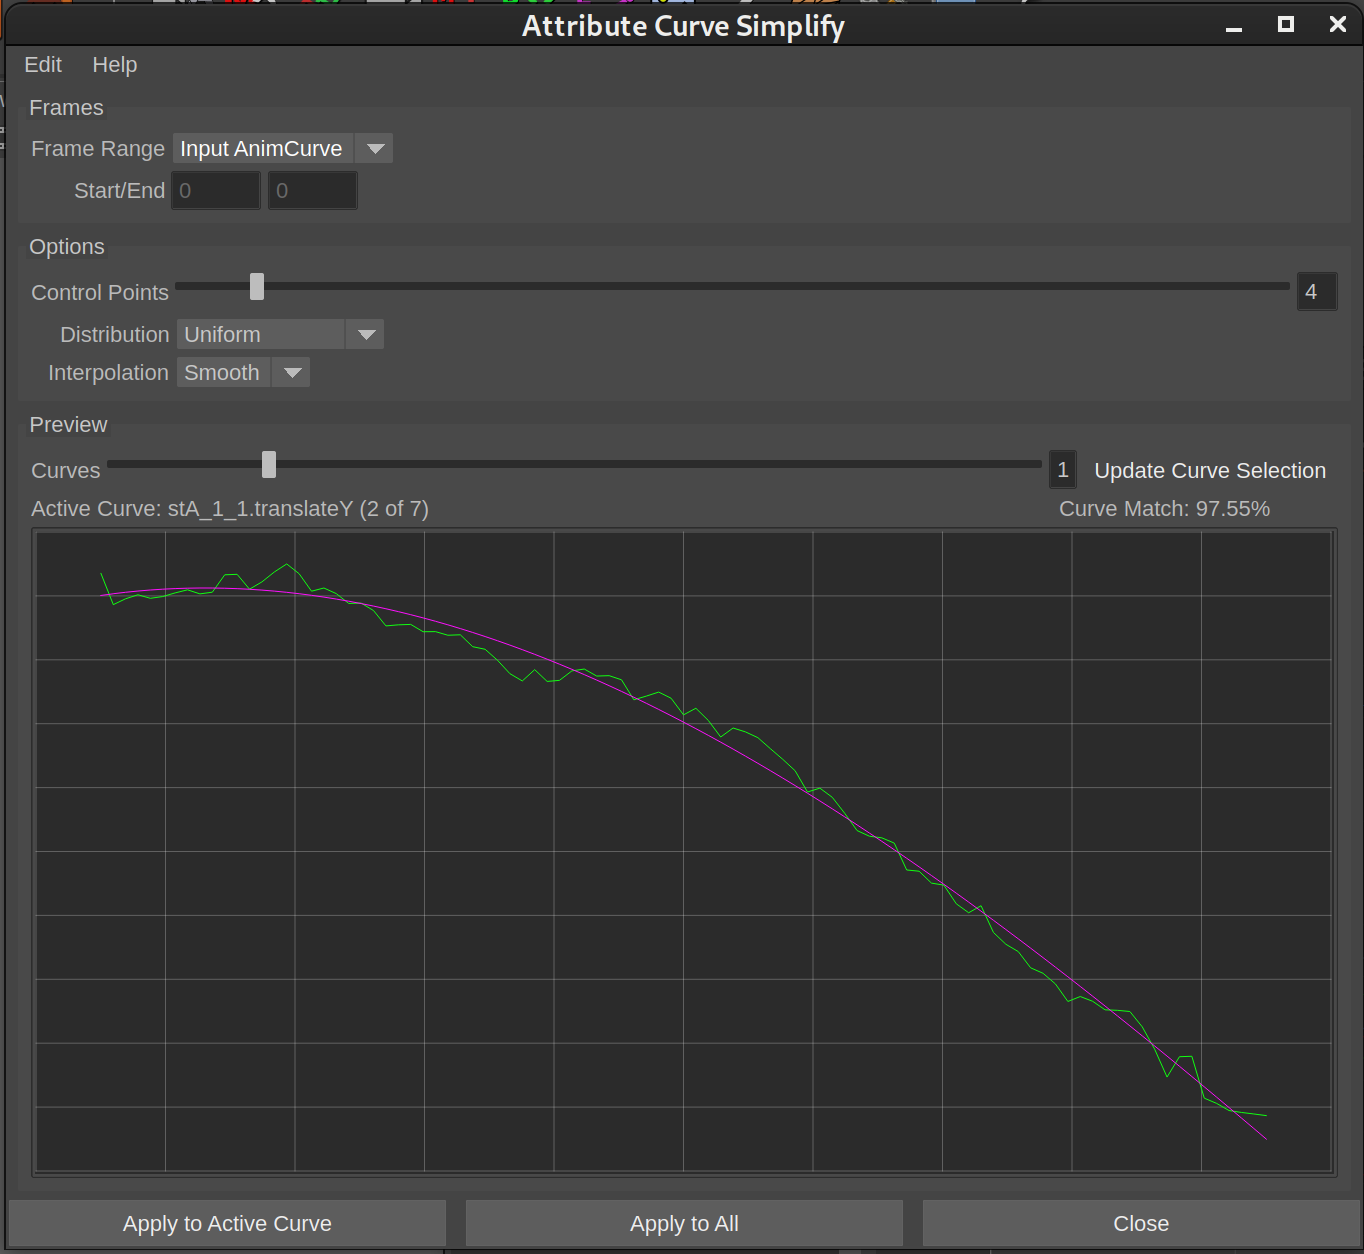 Attribute Curve Simplify
Edit Help
Frames
Frame Range Input AnimCurve
Start/End 0 0
Options
Control Points 4
Distribution Uniform
Interpolation Smooth
Preview
Curves 1 Update Curve Selection
Active Curve: stA_1_1.translateY (2 of 7) Curve Match: 97.55%
Apply to Active Curve Apply to All Close